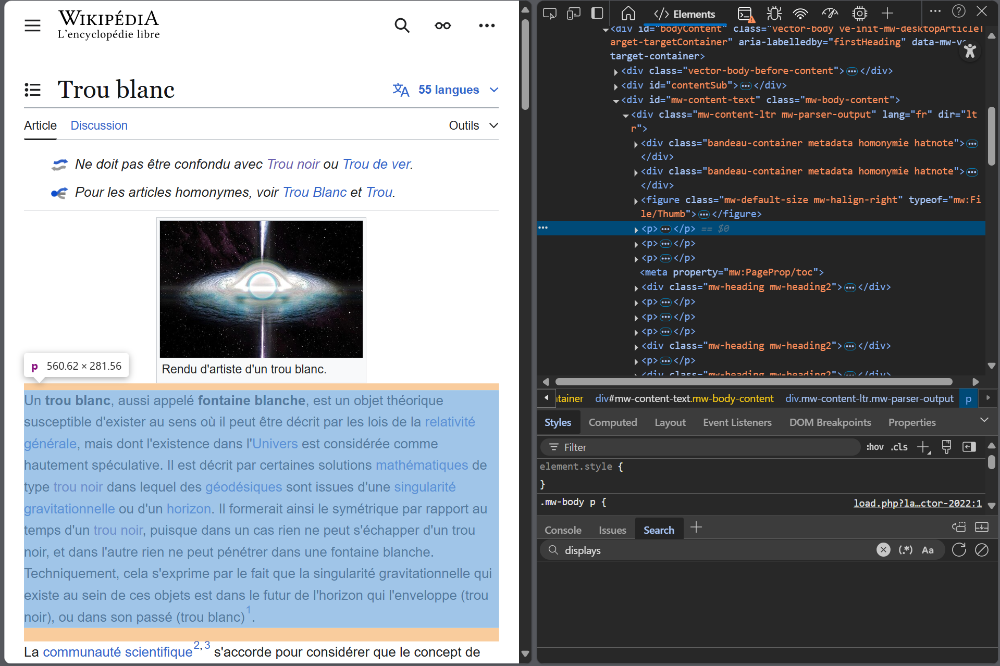 WIKIPÉDIA
L'encyclopédie libre
Trou blanc
55 langues
Article
Discussion
Outils
Ne doit pas être confondu avec Trou noir ou Trou de ver.
Pour les articles homonymes, voir Trou Blanc et Trou.
Rendu d'artiste d'un trou blanc.
p 560.62 × 281.56
Un trou blanc, aussi appelé fontaine blanche, est un objet théorique
susceptible d'exister au sens où il peut être décrit par les lois de la relativité
générale, mais dont l'existence dans l'Univers est considérée comme
hautement spéculative. Il est décrit par certaines solutions mathématiques de
type trou noir dans lequel des géodésiques sont issues d'une singularité
gravitationnelle ou d'un horizon. Il formerait ainsi le symétrique par rapport au
temps d'un trou noir, puisque dans un cas rien ne peut s'échapper d'un trou
noir, et dans l'autre rien ne peut pénétrer dans une fontaine blanche.
Techniquement, cela s'exprime par le fait que la singularité gravitationnelle qui
existe au sein de ces objets est dans le futur de l'horizon qui l'enveloppe (trou
noir), ou dans son passé (trou blanc)1.
La communauté scientifique2, 3 s'accorde pour considérer que le concept de
</> Elements
<div id="bodyContent" class="vector-body ve-init-mw-desktopArticleT
arget-targetContainer" aria-labelledby="firstHeading" data-mw-ve-
target-container>
<div class="vector-body-before-content">…</div>
<div id="contentSub">…</div>
<div id="mw-content-text" class="mw-body-content">
<div class="mw-content-ltr mw-parser-output" lang="fr" dir="lt
r">
<div class="bandeau-container metadata homonymie hatnote">…
</div>
<div class="bandeau-container metadata homonymie hatnote">…
</div>
<figure class="mw-default-size mw-halign-right" typeof="mw:Fi
le/Thumb">…</figure>
<p>…</p> == $0
<p>…</p>
<p>…</p>
<meta property="mw:PageProp/toc">
<div class="mw-heading mw-heading2">…</div>
<p>…</p>
<p>…</p>
<p>…</p>
<div class="mw-heading mw-heading2">…</div>
<p>…</p>
<div class="mw-heading mw-heading2">…</div>
tainer div#mw-content-text.mw-body-content div.mw-content-ltr.mw-parser-output p
Styles Computed Layout Event Listeners DOM Breakpoints Properties
Filter :hov .cls
element.style {
}
.mw-body p { load.php?la…ctor-2022:1
Console Issues Search
displays (.*) Aa